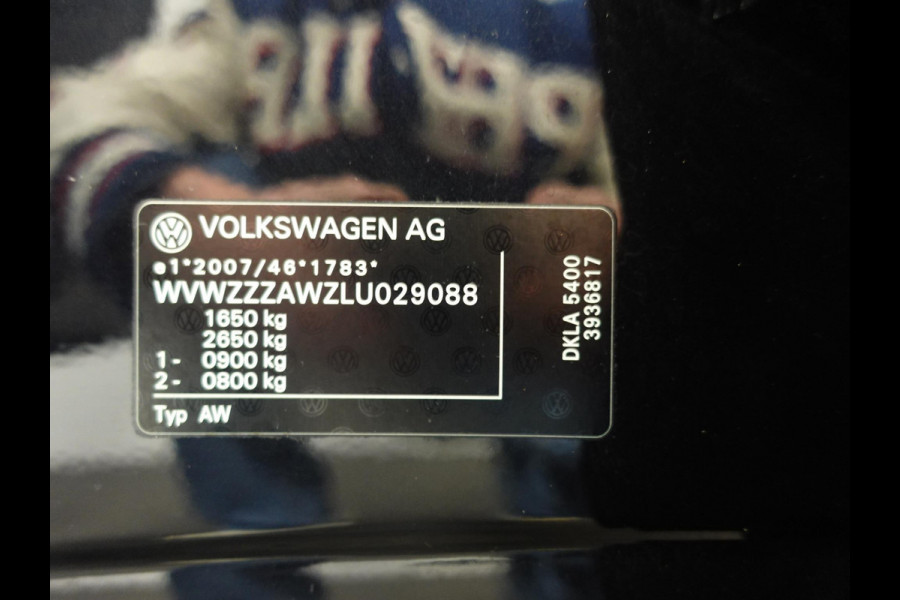 VOLKSWAGEN AG
e1*2007/46*1783*
WVWZZZAWZLU029088
1650 kg
2650 kg
1- 0900 kg
2- 0800 kg
Typ AW
DKLA 5400
3936817